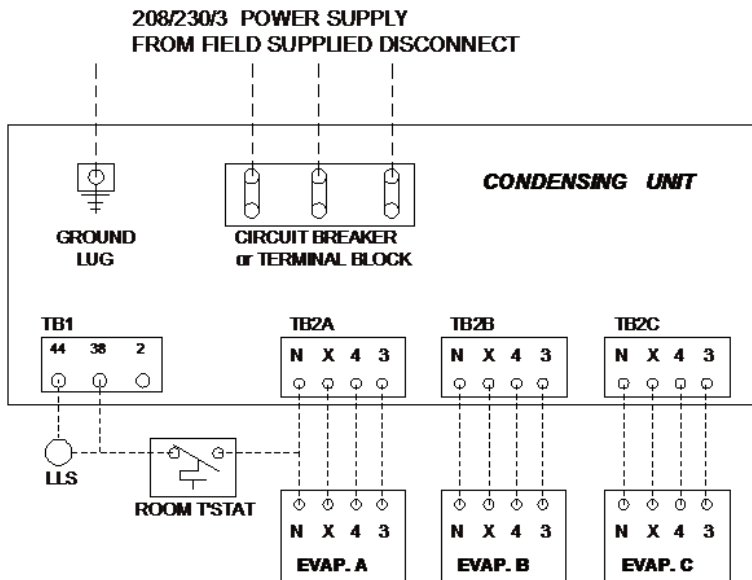 208/230/3 POWER SUPPLY
FROM FIELD SUPPLIED DISCONNECT
CONDENSING UNIT
GROUND
LUG
CIRCUIT BREAKER
or TERMINAL BLOCK
TB1
44 38 2
TB2A
N X 4 3
TB2B
N X 4 3
TB2C
N X 4 3
LLS
ROOM T'STAT
N X 4 3
EVAP. A
N X 4 3
EVAP. B
N X 4 3
EVAP. C